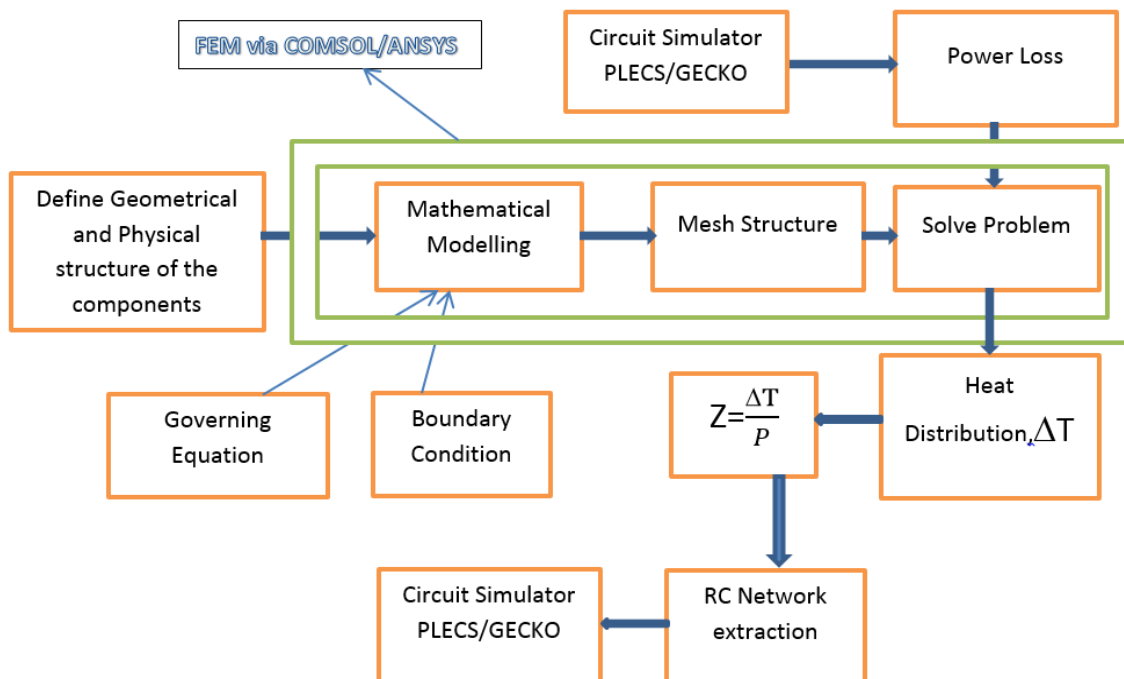 FEM via COMSOL/ANSYS
Circuit Simulator
PLECS/GECKO
Power Loss
Define Geometrical
and Physical
structure of the
components
Mathematical
Modelling
Mesh Structure
Solve Problem
Governing
Equation
Boundary
Condition
Z=ΔT/P
Heat
Distribution,ΔT
Circuit Simulator
PLECS/GECKO
RC Network
extraction